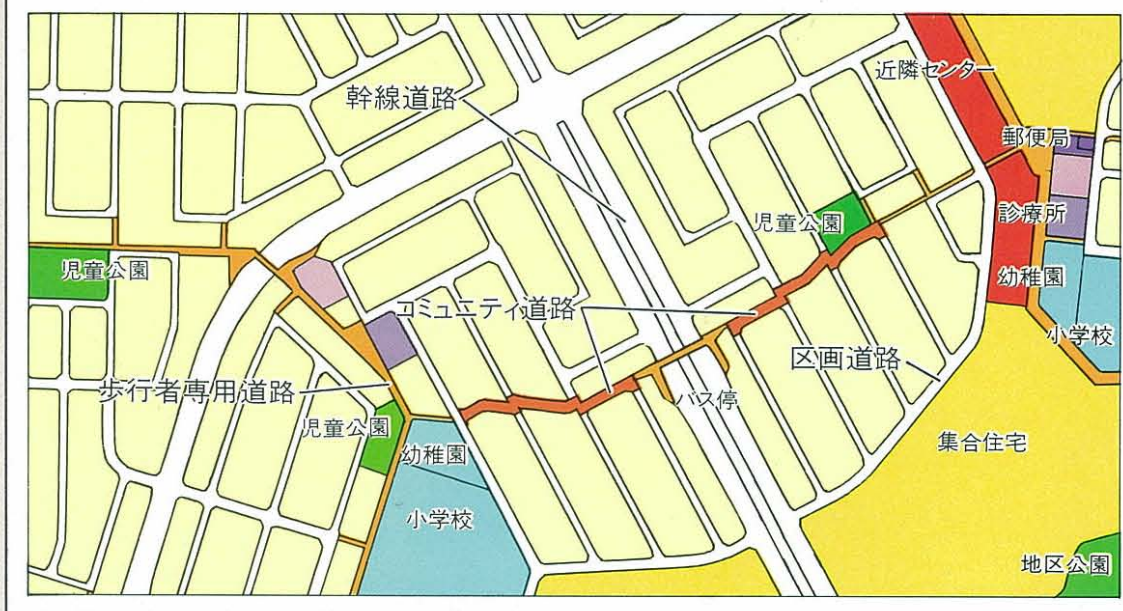 近隣センター
幹線道路
郵便局
診療所
児童公園
児童公園
幼稚園
コミュニティ道路
小学校
区画道路
歩行者専用道路
バス停
児童公園
幼稚園
集合住宅
小学校
地区公園